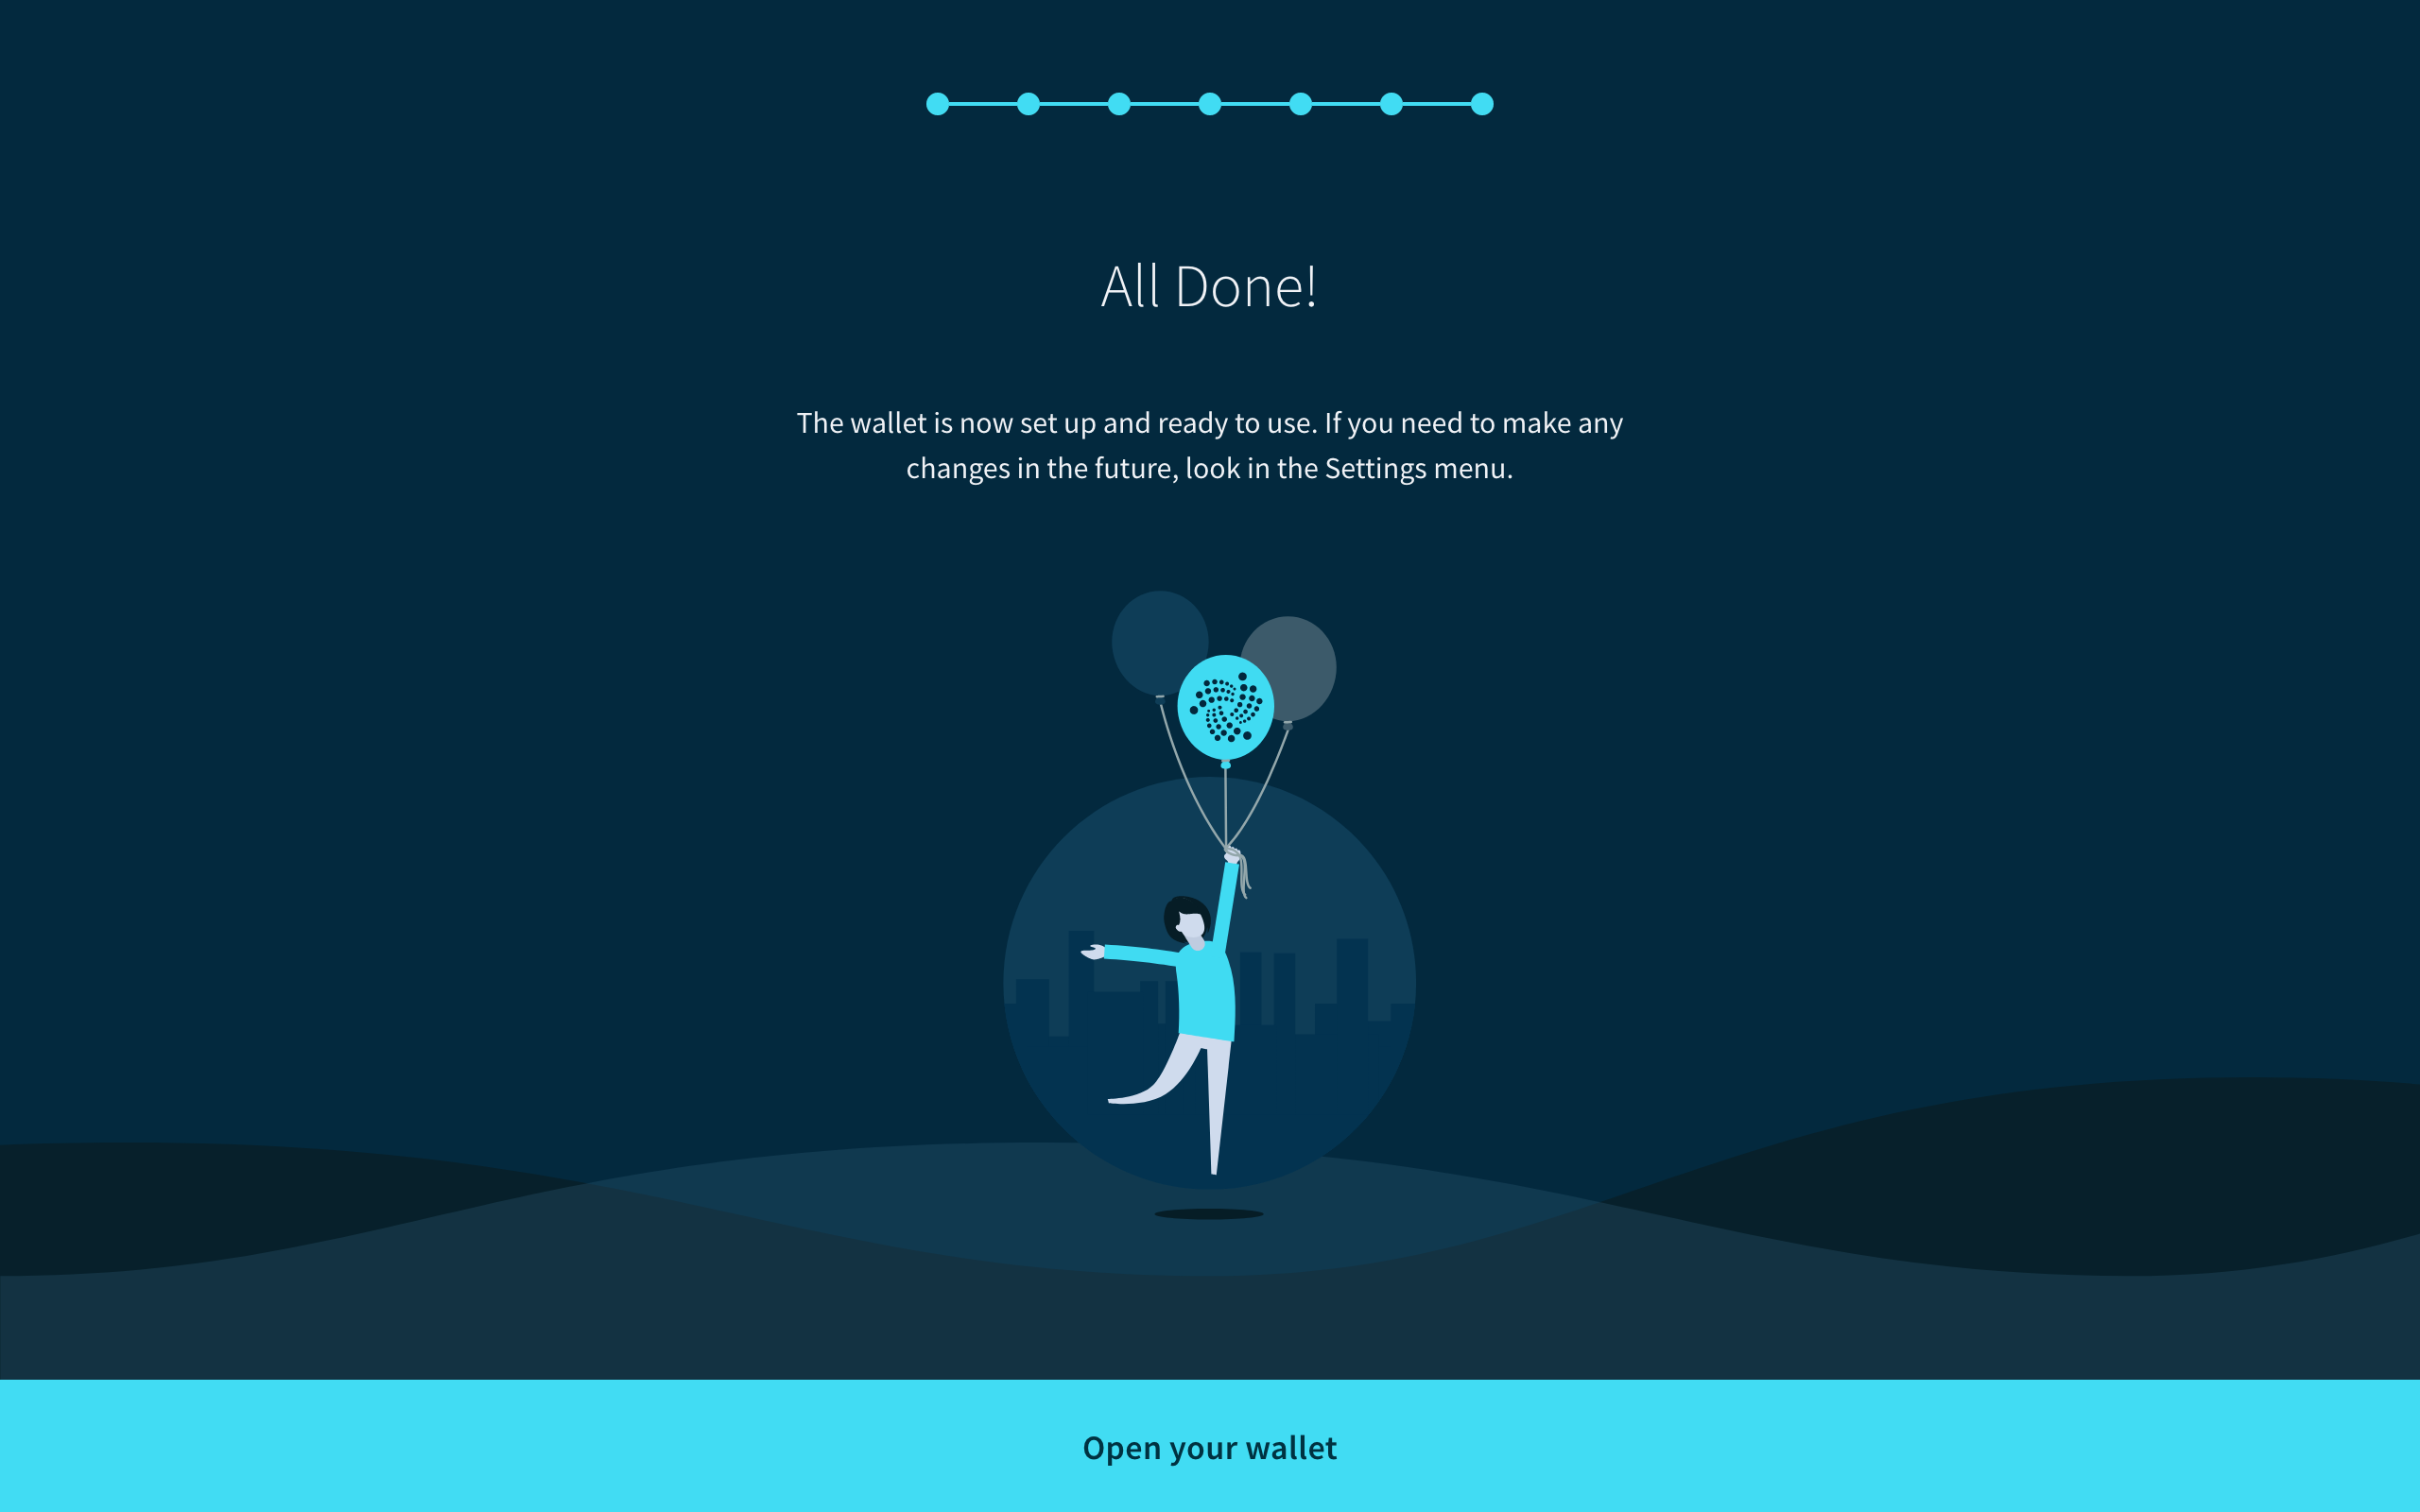 All Done!
The wallet is now set up and ready to use. If you need to make any
changes in the future, look in the Settings menu.
Open your wallet